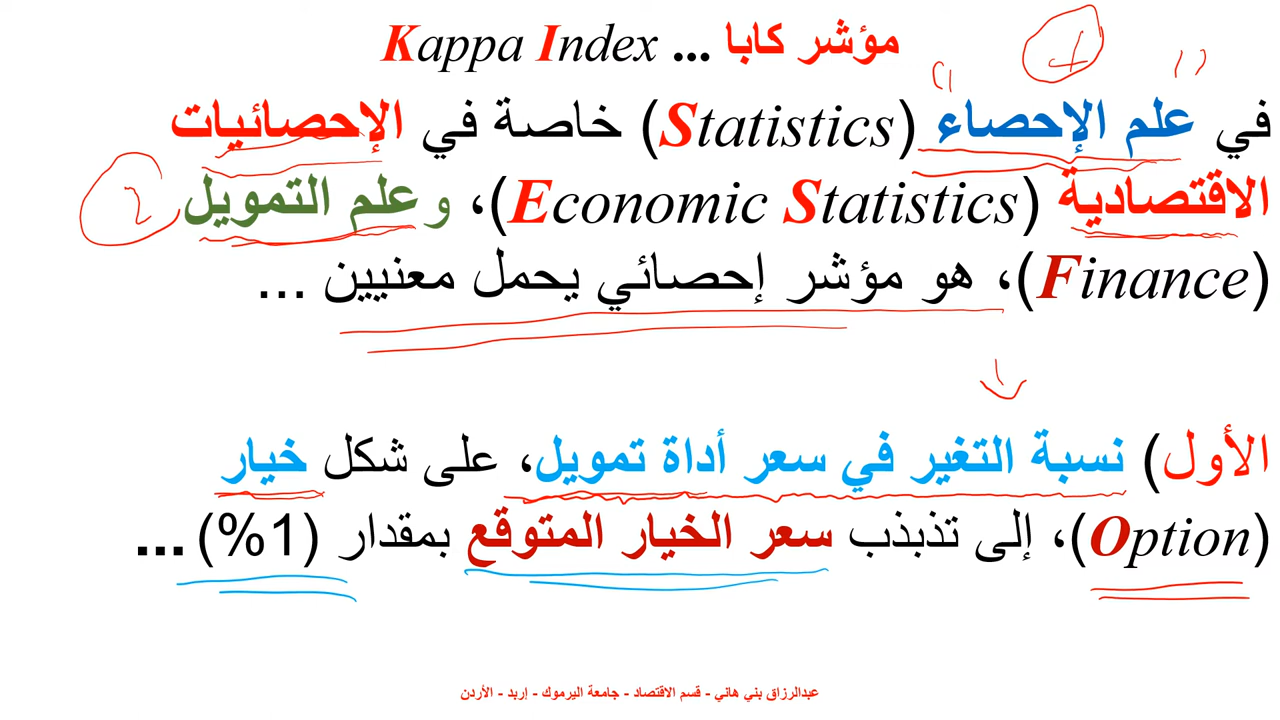 مؤشر كابا ... Kappa Index
في علم الإحصاء (Statistics) خاصة في الإحصائيات
الاقتصادية (Economic Statistics)، وعلم التمويل
(Finance)، هو مؤشر إحصائي يحمل معنيين ...
الأول) نسبة التغير في سعر أداة تمويل، على شكل خيار
(Option)، إلى تذبذب سعر الخيار المتوقع بمقدار (1%) ...
عبدالرزاق بني هاني - قسم الاقتصاد - جامعة اليرموك - إربد - الأردن